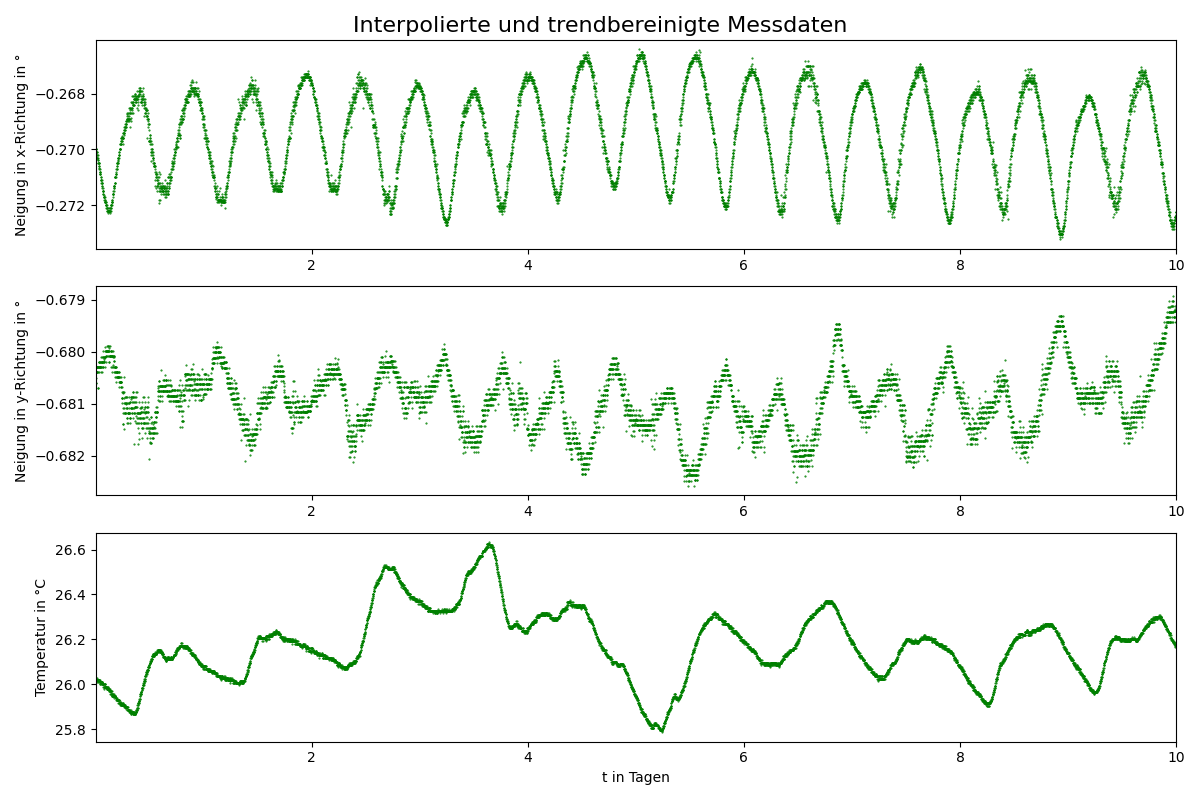 Interpolierte und trendbereinigte Messdaten
Neigung in x-Richtung in °
−0.268
−0.270
−0.272
2 4 6 8 10
Neigung in y-Richtung in °
−0.679
−0.680
−0.681
−0.682
2 4 6 8 10
Temperatur in °C
26.6
26.4
26.2
26.0
25.8
2 4 6 8 10
t in Tagen